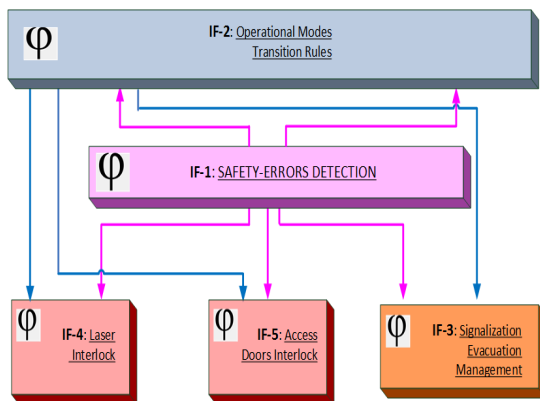 φ
IF-2: Operational Modes
Transition Rules
φ
IF-1: SAFETY-ERRORS DETECTION
φ
IF-4: Laser
Interlock
φ
IF-5: Access
Doors Interlock
φ
IF-3: Signalization
Evacuation
Management